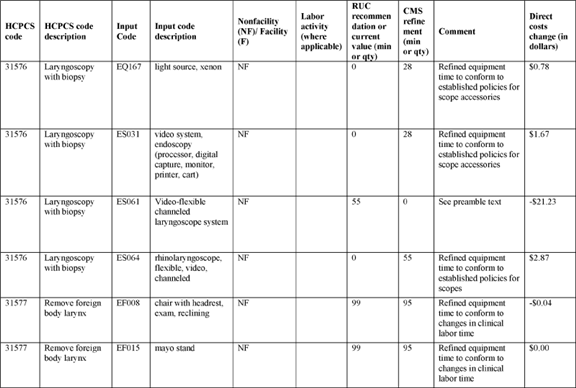 HCPCS code
HCPCS code description
Input Code
Input code description
Nonfacility (NF)/ Facility (F)
Labor activity (where applicable)
RUC recommen dation or current value (min or qty)
CMS refine ment (min or qty)
Comment
Direct costs change (in dollars)
31576
Laryngoscopy with biopsy
EQ167
light source, xenon
NF
0
28
Refined equipment time to conform to established policies for scope accessories
$0.78
31576
Laryngoscopy with biopsy
ES031
video system, endoscopy (processor, digital capture, monitor, printer, cart)
NF
0
28
Refined equipment time to conform to established policies for scope accessories
$1.67
31576
Laryngoscopy with biopsy
ES061
Video-flexible channeled laryngoscope system
NF
55
0
See preamble text
-$21.23
31576
Laryngoscopy with biopsy
ES064
rhinolaryngoscope, flexible, video, channeled
NF
0
55
Refined equipment time to conform to established policies for scopes
$2.87
31577
Remove foreign body larynx
EF008
chair with headrest, exam, reclining
NF
99
95
Refined equipment time to conform to changes in clinical labor time
-$0.04
31577
Remove foreign body larynx
EF015
mayo stand
NF
99
95
Refined equipment time to conform to changes in clinical labor time
$0.00